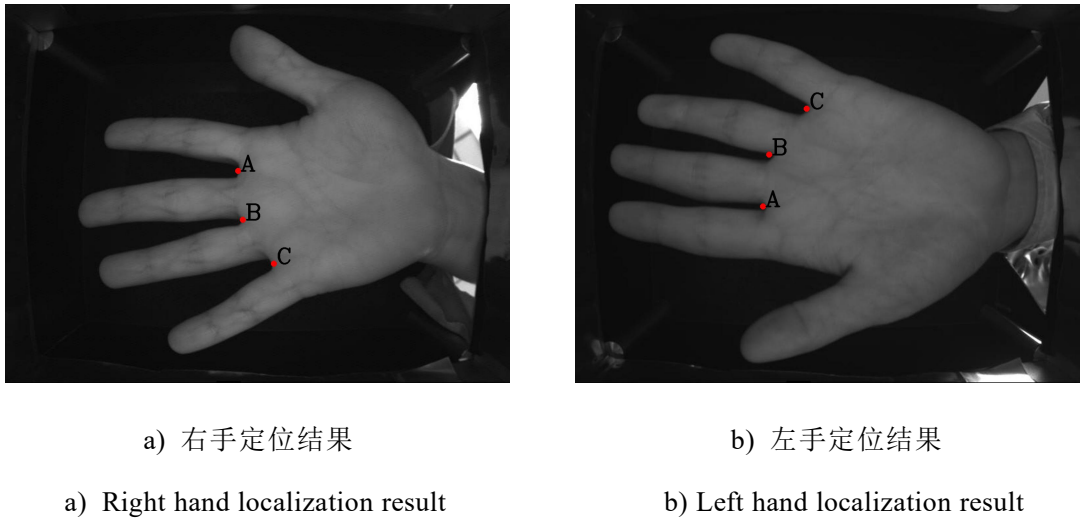 A
B
C
C
B
A
a) 右手定位结果
b) 左手定位结果
a) Right hand localization result
b) Left hand localization result